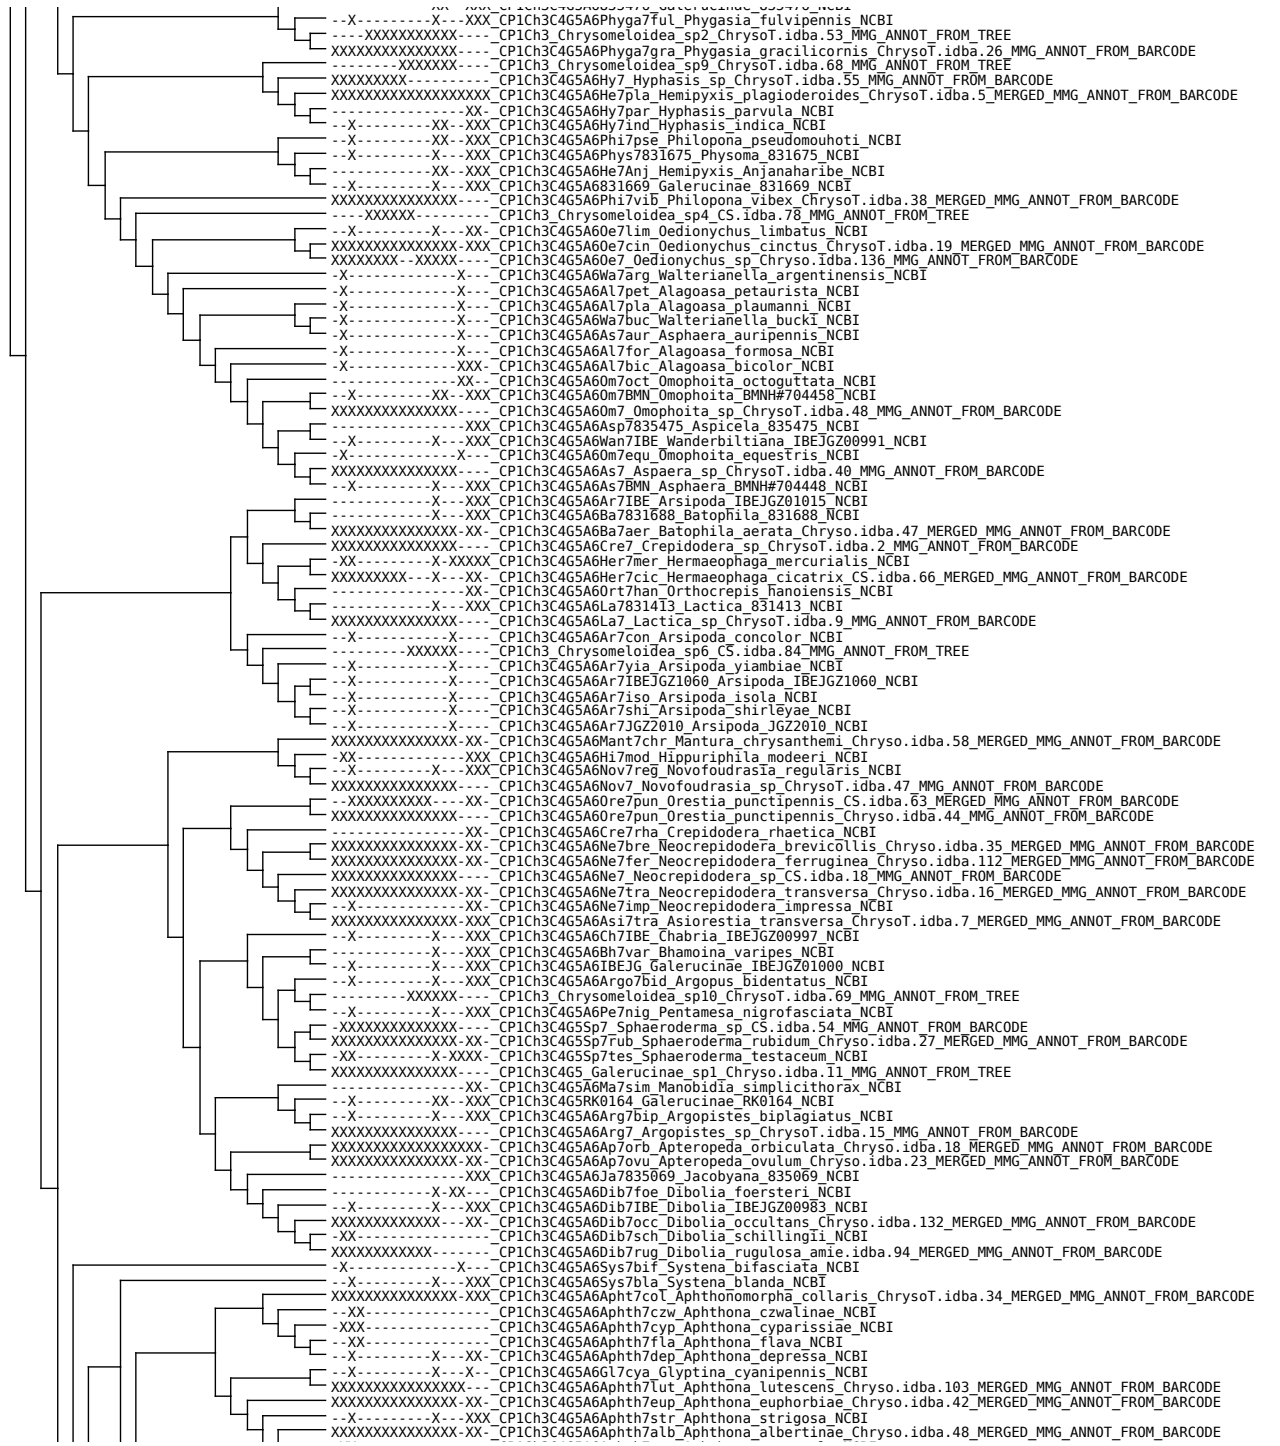 --X---------X---XXX_CP1Ch3C4G5A6Phyga7ful_Phygasia_fulvipennis_NCBI
----XXXXXXXXXXX----_CP1Ch3_Chrysomeloidea_sp2_ChrysoT.idba.53_MMG_ANNOT_FROM_TREE
XXXXXXXXXXXXXXX----_CP1Ch3C4G5A6Phyga7gra_Phygasia_gracilicornis_ChrysoT.idba.26_MMG_ANNOT_FROM_BARCODE
--------XXXXXXX----_CP1Ch3_Chrysomeloidea_sp9_ChrysoT.idba.68_MMG_ANNOT_FROM_TREE
XXXXXXXXX----------_CP1Ch3C4G5A6Hy7_Hyphasis_sp_ChrysoT.idba.55_MMG_ANNOT_FROM_BARCODE
XXXXXXXXXXXXXXXXXXX_CP1Ch3C4G5A6He7pla_Hemipyxis_plagioderoides_ChrysoT.idba.5_MERGED_MMG_ANNOT_FROM_BARCODE
----------------XX-_CP1Ch3C4G5A6Hy7par_Hyphasis_parvula_NCBI
--X---------XX--XXX_CP1Ch3C4G5A6Hy7ind_Hyphasis_indica_NCBI
--X---------XX--XXX_CP1Ch3C4G5A6Phi7pse_Philopona_pseudomouhoti_NCBI
--X---------X---XXX_CP1Ch3C4G5A6Phys7831675_Physoma_831675_NCBI
------------XX--XXX_CP1Ch3C4G5A6He7Anj_Hemipyxis_Anjanaharibe_NCBI
--X---------X---XXX_CP1Ch3C4G5A6831669_Galerucinae_831669_NCBI
XXXXXXXXXXXXXXX----_CP1Ch3C4G5A6Phi7vib_Philopona_vibex_ChrysoT.idba.38_MERGED_MMG_ANNOT_FROM_BARCODE
----XXXXXX---------_CP1Ch3_Chrysomeloidea_sp4_CS.idba.78_MMG_ANNOT_FROM_TREE
--X---------X---XX-_CP1Ch3C4G5A6Oe7lim_Oedionychus_limbatus_NCBI
XXXXXXXXXXXXXXX-XXX_CP1Ch3C4G5A6Oe7cin_Oedionychus_cinctus_ChrysoT.idba.19_MERGED_MMG_ANNOT_FROM_BARCODE
XXXXXXXX--XXXXX----_CP1Ch3C4G5A6Oe7_Oedionychus_sp_Chryso.idba.136_MMG_ANNOT_FROM_BARCODE
-X-------------X---_CP1Ch3C4G5A6Wa7arg_Walterianella_argentinensis_NCBI
-X-------------X---_CP1Ch3C4G5A6Al7pet_Alagoasa_petaurista_NCBI
-X-------------X---_CP1Ch3C4G5A6Al7pla_Alagoasa_plaumanni_NCBI
-X-------------X---_CP1Ch3C4G5A6Wa7buc_Walterianella_bucki_NCBI
-X-------------X---_CP1Ch3C4G5A6As7aur_Asphaera_auripennis_NCBI
-X-------------X---_CP1Ch3C4G5A6Al7for_Alagoasa_formosa_NCBI
-X-------------XXX-_CP1Ch3C4G5A6Al7bic_Alagoasa_bicolor_NCBI
---------------XX--_CP1Ch3C4G5A6Om7oct_Omophoita_octoguttata_NCBI
--X---------XX--XXX_CP1Ch3C4G5A6Om7BMN_Omophoita_BMNH#704458_NCBI
XXXXXXXXXXXXXXX----_CP1Ch3C4G5A6Om7_Omophoita_sp_ChrysoT.idba.48_MMG_ANNOT_FROM_BARCODE
----------------XXX_CP1Ch3C4G5A6Asp7835475_Aspicela_835475_NCBI
--X---------X---XXX_CP1Ch3C4G5A6Wan7IBE_Wanderbiltiana_IBEJGZ00991_NCBI
--X------------X---_CP1Ch3C4G5A6Om7equ_Omophoita_equestris_NCBI
XXXXXXXXXXXXXXX----_CP1Ch3C4G5A6As7_Aspaera_sp_ChrysoT.idba.40_MMG_ANNOT_FROM_BARCODE
--X---------X---XXX_CP1Ch3C4G5A6As7BMN_Asphaera_BMNH#704448_NCBI
------------X---XXX_CP1Ch3C4G5A6Ar7IBE_Arsipoda_IBEJGZ01015_NCBI
------------X---XXX_CP1Ch3C4G5A6Ba7831688_Batophila_831688_NCBI
XXXXXXXXXXXXXXX-XX-_CP1Ch3C4G5A6Ba7aer_Batophila_aerata_Chryso.idba.47_MERGED_MMG_ANNOT_FROM_BARCODE
XXXXXXXXXXXXXXX----_CP1Ch3C4G5A6Cre7_Crepidodera_sp_ChrysoT.idba.2_MMG_ANNOT_FROM_BARCODE
-XX---------X-XXXXX_CP1Ch3C4G5A6Her7mer_Hermaeophaga_mercurialis_NCBI
XXXXXXXXX---X---XX-_CP1Ch3C4G5A6Her7cic_Hermaeophaga_cicatrix_CS.idba.66_MERGED_MMG_ANNOT_FROM_BARCODE
----------------XX-_CP1Ch3C4G5A6Ort7han_Orthocrepis_hanoiensis_NCBI
------------X---XXX_CP1Ch3C4G5A6La7831413_Lactica_831413_NCBI
XXXXXXXXXXXXXXX----_CP1Ch3C4G5A6La7_Lactica_sp_ChrysoT.idba.9_MMG_ANNOT_FROM_BARCODE
--X-----------X----_CP1Ch3C4G5A6Ar7con_Arsipoda_concolor_NCBI
---------XXXXXX----_CP1Ch3_Chrysomeloidea_sp6_CS.idba.84_MMG_ANNOT_FROM_TREE
--X-----------X----_CP1Ch3C4G5A6Ar7yia_Arsipoda_yiambiae_NCBI
--X-----------X----_CP1Ch3C4G5A6Ar7IBEJGZ1060_Arsipoda_IBEJGZ1060_NCBI
--X-----------X----_CP1Ch3C4G5A6Ar7iso_Arsipoda_isola_NCBI
--X-----------X----_CP1Ch3C4G5A6Ar7shi_Arsipoda_shirleyae_NCBI
--X-----------X----_CP1Ch3C4G5A6Ar7JGZ2010_Arsipoda_JGZ2010_NCBI
XXXXXXXXXXXXXXX-XX-_CP1Ch3C4G5A6Mant7chr_Mantura_chrysanthemi_Chryso.idba.58_MERGED_MMG_ANNOT_FROM_BARCODE
-XX-------------XXX_CP1Ch3C4G5A6Hi7mod_Hippuriphila_modeeri_NCBI
--X---------X---XXX_CP1Ch3C4G5A6Nov7reg_Novofoudrasia_regularis_NCBI
XXXXXXXXXXXXXXX----_CP1Ch3C4G5A6Nov7_Novofoudrasia_sp_ChrysoT.idba.47_MMG_ANNOT_FROM_BARCODE
--XXXXXXXXXX----XX-_CP1Ch3C4G5A6Ore7pun_Orestia_punctipennis_CS.idba.63_MERGED_MMG_ANNOT_FROM_BARCODE
XXXXXXXXXXXXXXX----_CP1Ch3C4G5A6Ore7pun_Orestia_punctipennis_Chryso.idba.44_MMG_ANNOT_FROM_BARCODE
----------------XX-_CP1Ch3C4G5A6Cre7rha_Crepidodera_rhaetica_NCBI
XXXXXXXXXXXXXXX-XX-_CP1Ch3C4G5A6Ne7bre_Neocrepidodera_brevicollis_Chryso.idba.35_MERGED_MMG_ANNOT_FROM_BARCODE
XXXXXXXXXXXXXXX-XX-_CP1Ch3C4G5A6Ne7fer_Neocrepidodera_ferruginea_Chryso.idba.112_MERGED_MMG_ANNOT_FROM_BARCODE
XXXXXXXXXXXXXXX----_CP1Ch3C4G5A6Ne7_Neocrepidodera_sp_CS.idba.18_MMG_ANNOT_FROM_BARCODE
XXXXXXXXXXXXXXX-XX-_CP1Ch3C4G5A6Ne7tra_Neocrepidodera_transversa_Chryso.idba.16_MERGED_MMG_ANNOT_FROM_BARCODE
--X-------------XX-_CP1Ch3C4G5A6Ne7imp_Neocrepidodera_impressa_NCBI
XXXXXXXXXXXXXXX-XXX_CP1Ch3C4G5A6Asi7tra_Asiorestia_transversa_ChrysoT.idba.7_MERGED_MMG_ANNOT_FROM_BARCODE
--X---------X---XXX_CP1Ch3C4G5A6Ch7IBE_Chabria_IBEJGZ00997_NCBI
------------X---XXX_CP1Ch3C4G5A6Bh7var_Bhamoina_varipes_NCBI
--X---------X---XXX_CP1Ch3C4G5A6IBEJG_Galerucinae_IBEJGZ01000_NCBI
--X---------X---XXX_CP1Ch3C4G5A6Argo7bid_Argopus_bidentatus_NCBI
---------XXXXXX----_CP1Ch3_Chrysomeloidea_sp10_ChrysoT.idba.69_MMG_ANNOT_FROM_TREE
--X---------X---XXX_CP1Ch3C4G5A6Pe7nig_Pentamesa_nigrofasciata_NCBI
-XXXXXXXXXXXXXX----_CP1Ch3C4G5Sp7_Sphaeroderma_sp_CS.idba.54_MMG_ANNOT_FROM_BARCODE
XXXXXXXXXXXXXXX-XX-_CP1Ch3C4G5Sp7rub_Sphaeroderma_rubidum_Chryso.idba.27_MERGED_MMG_ANNOT_FROM_BARCODE
-XX---------X-XXXX-_CP1Ch3C4G5Sp7tes_Sphaeroderma_testaceum_NCBI
XXXXXXXXXXXXXXX----_CP1Ch3C4G5_Galerucinae_sp1_Chryso.idba.11_MMG_ANNOT_FROM_TREE
----------------XX-_CP1Ch3C4G5A6Ma7sim_Manobidia_simplicithorax_NCBI
--X---------XX--XXX_CP1Ch3C4G5RK0164_Galerucinae_RK0164_NCBI
--X---------X---XXX_CP1Ch3C4G5A6Arg7bip_Argopistes_biplagiatus_NCBI
XXXXXXXXXXXXXXX----_CP1Ch3C4G5A6Arg7_Argopistes_sp_ChrysoT.idba.15_MMG_ANNOT_FROM_BARCODE
XXXXXXXXXXXXXXXXXX-_CP1Ch3C4G5A6Ap7orb_Apteropeda_orbiculata_Chryso.idba.18_MERGED_MMG_ANNOT_FROM_BARCODE
XXXXXXXXXXXXXXX-XX-_CP1Ch3C4G5A6Ap7ovu_Apteropeda_ovulum_Chryso.idba.23_MERGED_MMG_ANNOT_FROM_BARCODE
----------------XXX_CP1Ch3C4G5A6Ja7835069_Jacobyana_835069_NCBI
------------X-XX---_CP1Ch3C4G5A6Dib7foe_Dibolia_foersteri_NCBI
--X---------X---XXX_CP1Ch3C4G5A6Dib7IBE_Dibolia_IBEJGZ00983_NCBI
XXXXXXXXXXXXX---XX-_CP1Ch3C4G5A6Dib7occ_Dibolia_occultans_Chryso.idba.132_MERGED_MMG_ANNOT_FROM_BARCODE
-XX----------------_CP1Ch3C4G5A6Dib7sch_Dibolia_schillingii_NCBI
XXXXXXXXXXXX-------_CP1Ch3C4G5A6Dib7rug_Dibolia_rugulosa_amie.idba.94_MERGED_MMG_ANNOT_FROM_BARCODE
-X-------------X---_CP1Ch3C4G5A6Sys7bif_Systena_bifasciata_NCBI
--X---------X---XXX_CP1Ch3C4G5A6Sys7bla_Systena_blanda_NCBI
XXXXXXXXXXXXXXX-XXX_CP1Ch3C4G5A6Apht7col_Aphthonomorpha_collaris_ChrysoT.idba.34_MERGED_MMG_ANNOT_FROM_BARCODE
--XX---------------_CP1Ch3C4G5A6Aphth7czw_Aphthona_czwalinae_NCBI
-XXX---------------_CP1Ch3C4G5A6Aphth7cyp_Aphthona_cyparissiae_NCBI
--XX---------------_CP1Ch3C4G5A6Aphth7fla_Aphthona_flava_NCBI
--X---------X---XX-_CP1Ch3C4G5A6Aphth7dep_Aphthona_depressa_NCBI
--X---------X---X--_CP1Ch3C4G5A6Gl7cya_Glyptina_cyanipennis_NCBI
XXXXXXXXXXXXXXXX---_CP1Ch3C4G5A6Aphth7lut_Aphthona_lutescens_Chryso.idba.103_MERGED_MMG_ANNOT_FROM_BARCODE
XXXXXXXXXXXXXXX-XX-_CP1Ch3C4G5A6Aphth7eup_Aphthona_euphorbiae_Chryso.idba.42_MERGED_MMG_ANNOT_FROM_BARCODE
--X---------X---XXX_CP1Ch3C4G5A6Aphth7str_Aphthona_strigosa_NCBI
XXXXXXXXXXXXXXX-XX-_CP1Ch3C4G5A6Aphth7alb_Aphthona_albertinae_Chryso.idba.48_MERGED_MMG_ANNOT_FROM_BARCODE